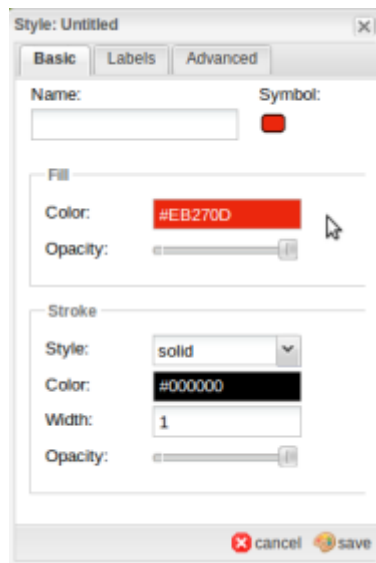 Style: Untitled
Basic Labels Advanced
Name: Symbol:
Fill
Color: #EB270D
Opacity:
Stroke
Style: solid
Color: #000000
Width: 1
Opacity:
cancel save